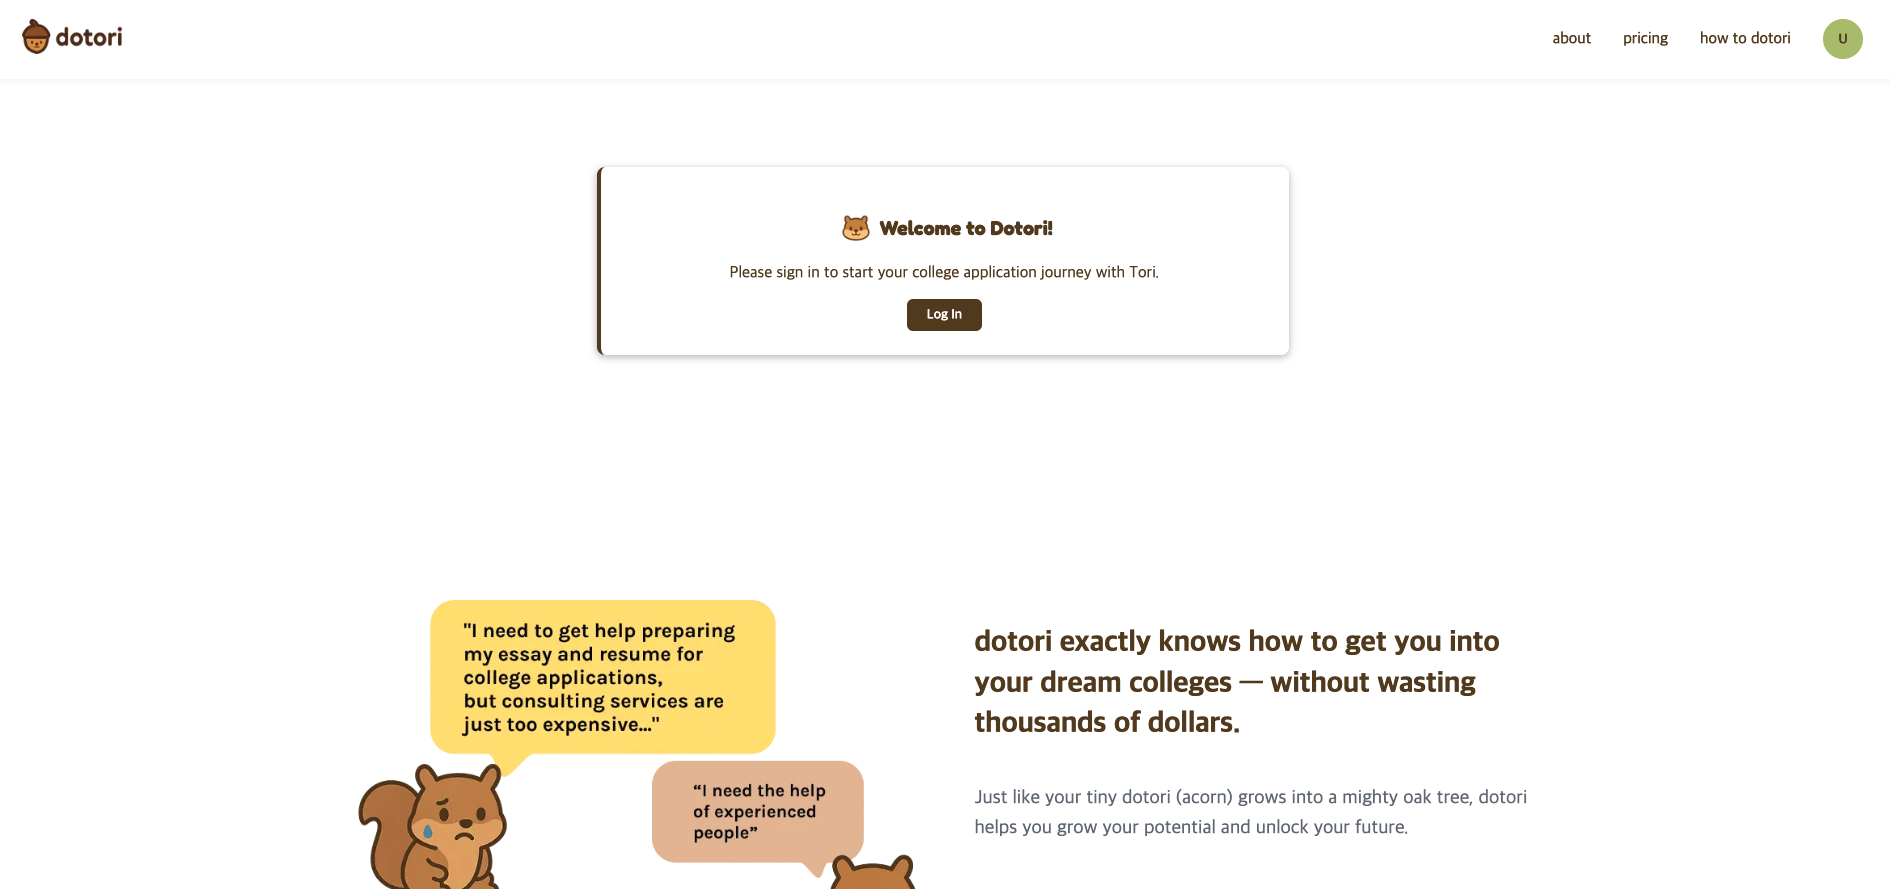 dotori
about
pricing
how to dotori
U
Welcome to Dotori!
Please sign in to start your college application journey with Tori.
Log In
"I need to get help preparing
my essay and resume for
college applications,
but consulting services are
just too expensive..."
“I need the help
of experienced
people”
dotori exactly knows how to get you into
your dream colleges — without wasting
thousands of dollars.
Just like your tiny dotori (acorn) grows into a mighty oak tree, dotori
helps you grow your potential and unlock your future.